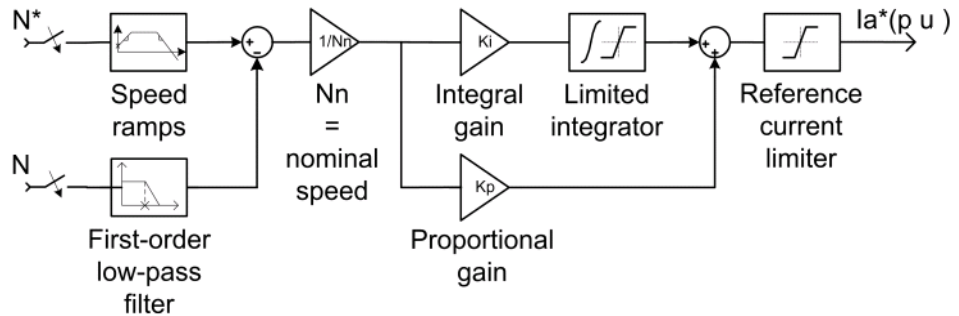 N*
Ia*(p u )
1/Nn
Ki
Speed
ramps
Nn
=
nominal
speed
Integral
gain
Limited
integrator
Reference
current
limiter
N
Kp
First-order
low-pass
filter
Proportional
gain